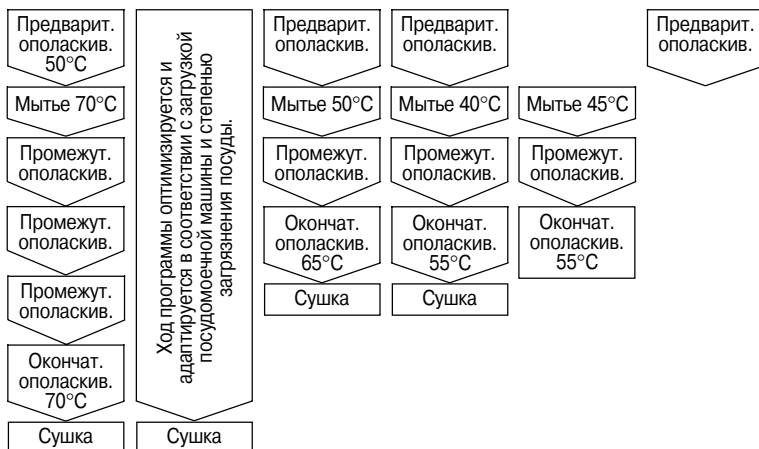 Предварит.
ополаскив.
50°C
Мытье 70°C
Промежут.
ополаскив.
Промежут.
ополаскив.
Промежут.
ополаскив.
Окончат.
ополаскив.
70°C
Сушка
Ход программы оптимизируется и
адаптируется в соответствии с загрузкой
посудомоечной машины и степенью
загрязнения посуды.
Сушка
Предварит.
ополаскив.
Мытье 50°C
Промежут.
ополаскив.
Окончат.
ополаскив.
65°C
Сушка
Предварит.
ополаскив.
Мытье 40°C
Промежут.
ополаскив.
Окончат.
ополаскив.
55°C
Сушка
Мытье 45°C
Промежут.
ополаскив.
Окончат.
ополаскив.
55°C
Предварит.
ополаскив.